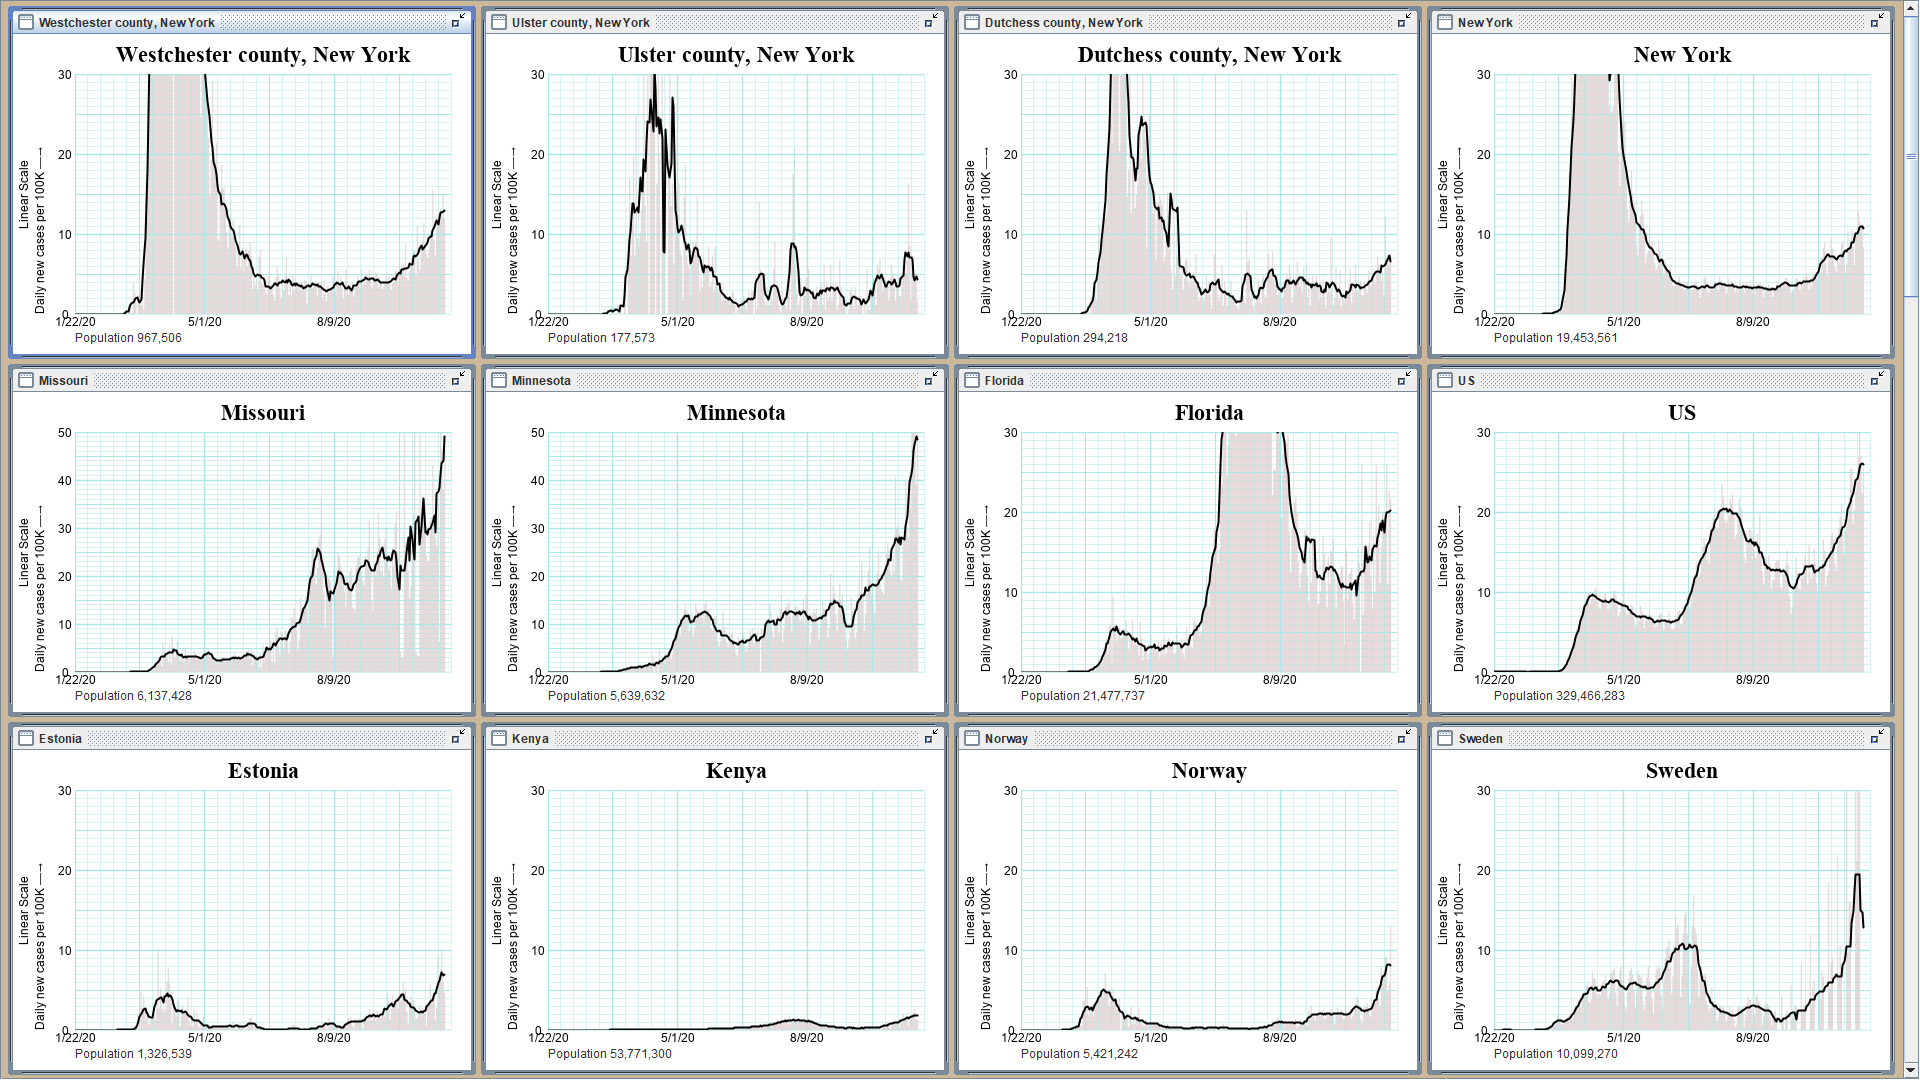 Westchester county, New York
Westchester county, New York
30
20
10
0
Linear Scale
Daily new cases per 100K —→
1/22/20 5/1/20 8/9/20
Population 967,506
Ulster county, New York
Ulster county, New York
30
20
10
0
Linear Scale
Daily new cases per 100K —→
1/22/20 5/1/20 8/9/20
Population 177,573
Dutchess county, New York
Dutchess county, New York
30
20
10
0
Linear Scale
Daily new cases per 100K —→
1/22/20 5/1/20 8/9/20
Population 294,218
New York
New York
30
20
10
0
Linear Scale
Daily new cases per 100K —→
1/22/20 5/1/20 8/9/20
Population 19,453,561
Missouri
Missouri
50
40
30
20
10
0
Linear Scale
Daily new cases per 100K —→
1/22/20 5/1/20 8/9/20
Population 6,137,428
Minnesota
Minnesota
50
40
30
20
10
0
Linear Scale
Daily new cases per 100K —→
1/22/20 5/1/20 8/9/20
Population 5,639,632
Florida
Florida
30
20
10
0
Linear Scale
Daily new cases per 100K —→
1/22/20 5/1/20 8/9/20
Population 21,477,737
US
US
30
20
10
0
Linear Scale
Daily new cases per 100K —→
1/22/20 5/1/20 8/9/20
Population 329,466,283
Estonia
Estonia
30
20
10
0
Linear Scale
Daily new cases per 100K —→
1/22/20 5/1/20 8/9/20
Population 1,326,539
Kenya
Kenya
30
20
10
0
Linear Scale
Daily new cases per 100K —→
1/22/20 5/1/20 8/9/20
Population 53,771,300
Norway
Norway
30
20
10
0
Linear Scale
Daily new cases per 100K —→
1/22/20 5/1/20 8/9/20
Population 5,421,242
Sweden
Sweden
30
20
10
0
Linear Scale
Daily new cases per 100K —→
1/22/20 5/1/20 8/9/20
Population 10,099,270